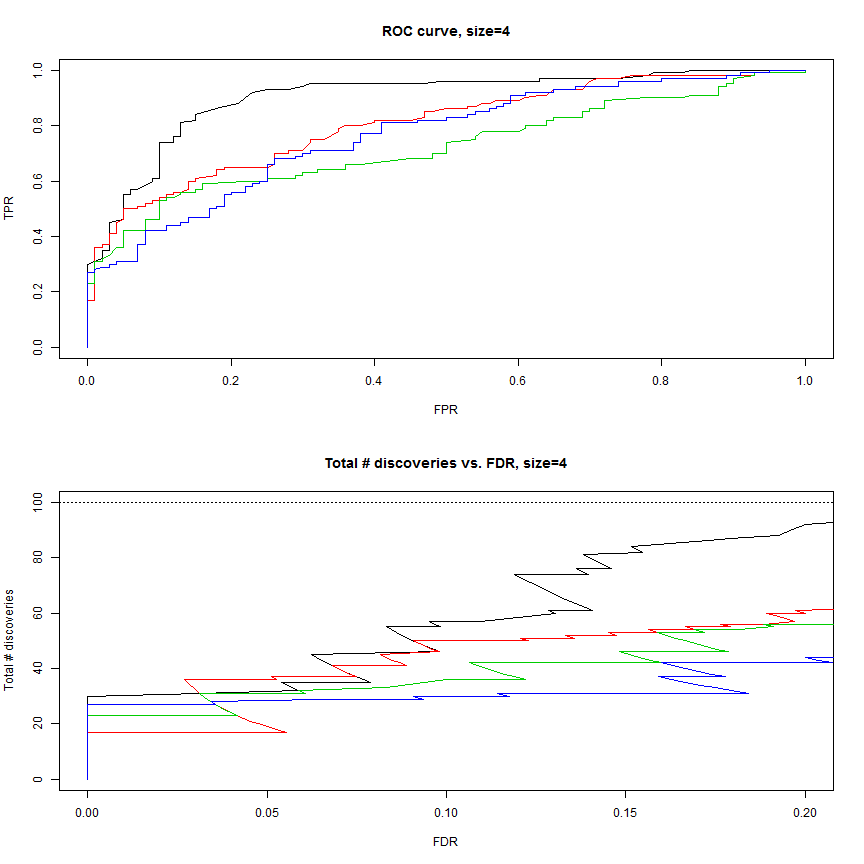 ROC curve, size=4
1.0
0.8
0.6
0.4
0.2
0.0
TPR
0.0 0.2 0.4 0.6 0.8 1.0
FPR
Total # discoveries vs. FDR, size=4
100
80
60
40
20
0
Total # discoveries
0.00 0.05 0.10 0.15 0.20
FDR